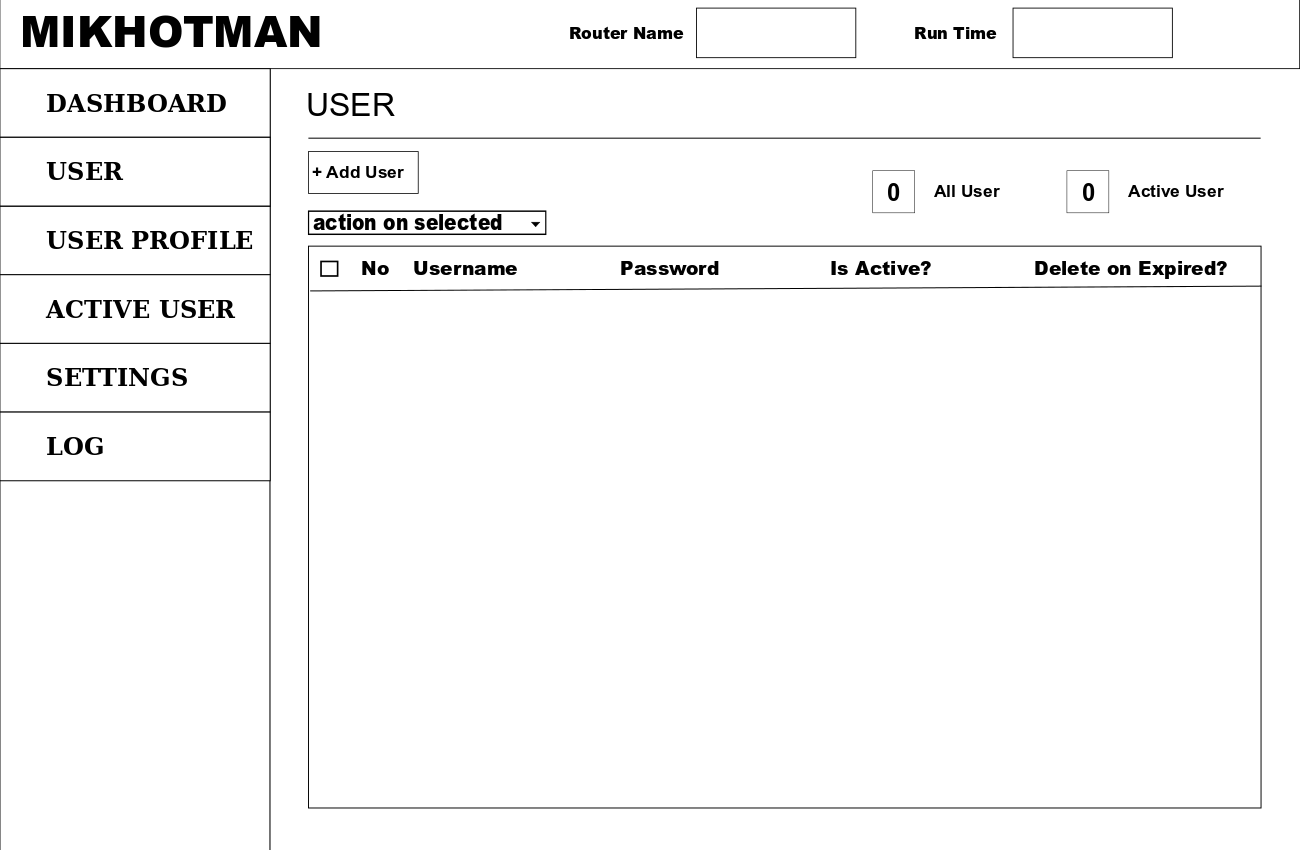 MIKHOTMAN Router Name Run Time
DASHBOARD
USER
USER PROFILE
ACTIVE USER
SETTINGS
LOG
USER
+ Add User
0 All User 0 Active User
action on selected
No Username Password Is Active? Delete on Expired?